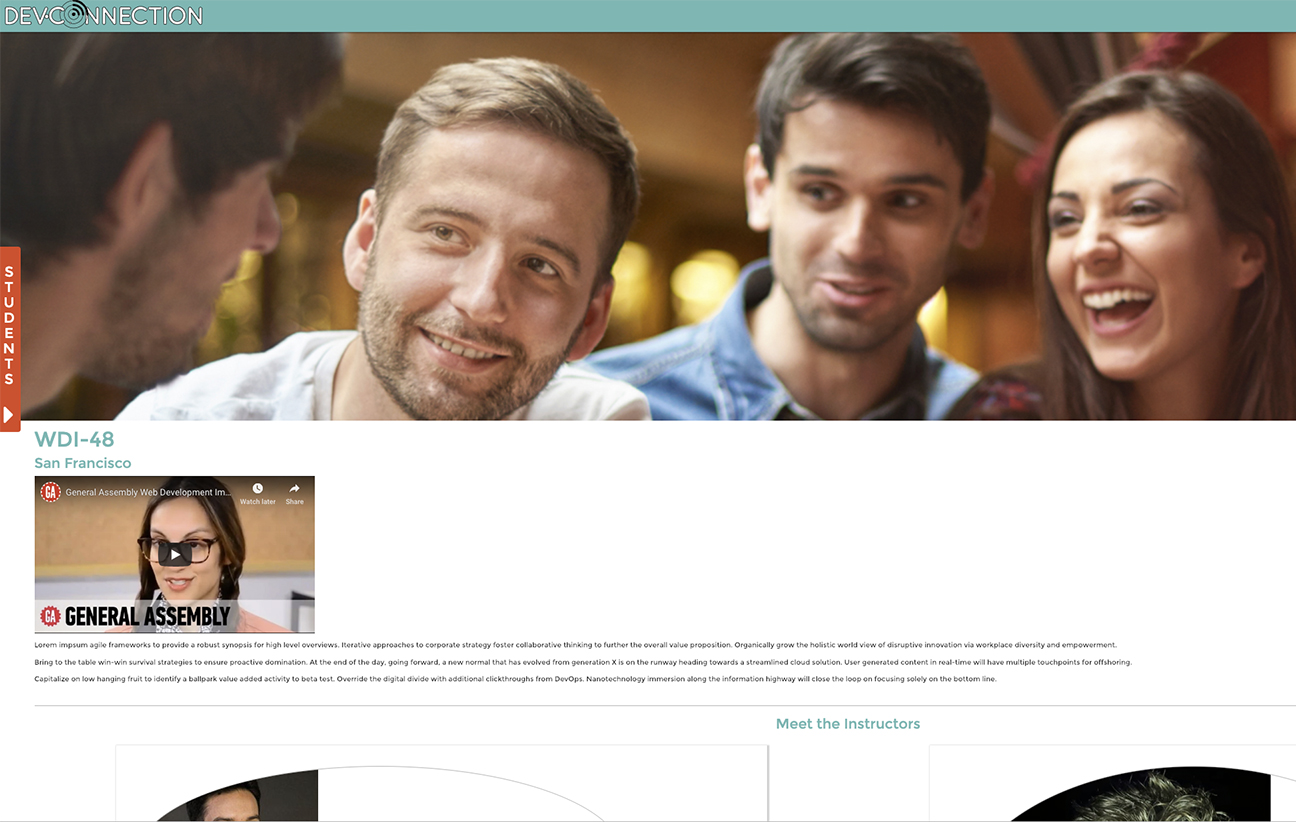 DEVCONNECTION
STUDENTS
WDI-48
San Francisco
GA General Assembly Web Development Im...
Watch later
Share
GA GENERAL ASSEMBLY
Lorem impsum agile frameworks to provide a robust synopsis for high level overviews. Iterative approaches to corporate strategy foster collaborative thinking to further the overall value proposition. Organically grow the holistic world view of disruptive innovation via workplace diversity and empowerment.
Bring to the table win-win survival strategies to ensure proactive domination. At the end of the day, going forward, a new normal that has evolved from generation X is on the runway heading towards a streamlined cloud solution. User generated content in real-time will have multiple touchpoints for offshoring.
Capitalize on low hanging fruit to identify a ballpark value added activity to beta test. Override the digital divide with additional clickthroughs from DevOps. Nanotechnology immersion along the information highway will close the loop on focusing solely on the bottom line.
Meet the Instructors